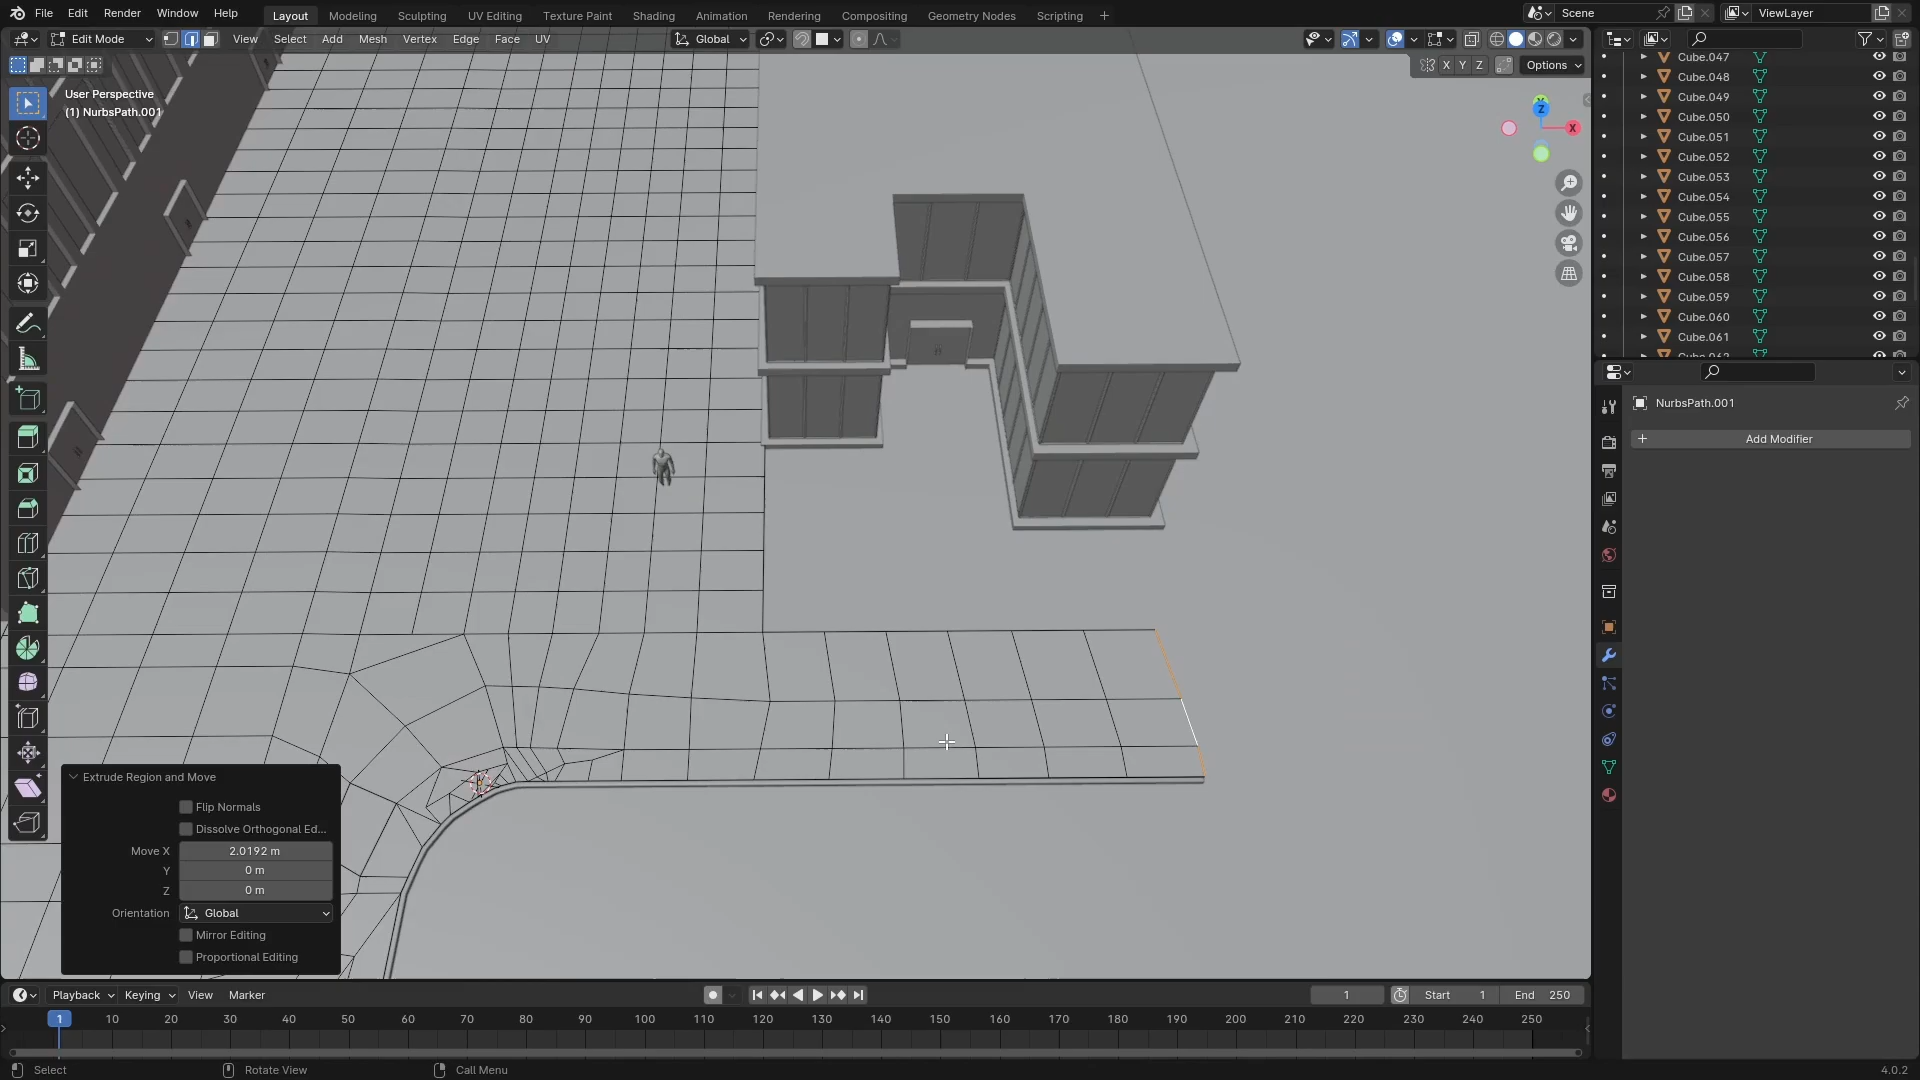 File Edit Render Window Help
Layout Modeling Sculpting UV Editing Texture Paint Shading Animation Rendering Compositing Geometry Nodes Scripting +
Scene
ViewLayer
Edit Mode
View Select Add Mesh Vertex Edge Face UV
Global
X Y Z
Options
User Perspective
(1) NurbsPath.001
Z
X
Cube.047
Cube.048
Cube.049
Cube.050
Cube.051
Cube.052
Cube.053
Cube.054
Cube.055
Cube.056
Cube.057
Cube.058
Cube.059
Cube.060
Cube.061
NurbsPath.001
Add Modifier
Extrude Region and Move
Flip Normals
Dissolve Orthogonal Ed...
Move X 2.0192 m
Y 0 m
Z 0 m
Orientation Global
Mirror Editing
Proportional Editing
Playback Keying View Marker
1
Start 1
End 250
1 10 20 30 40 50 60 70 80 90 100 110 120 130 140 150 160 170 180 190 200 210 220 230 240 250
Select
Rotate View
Call Menu
4.0.2